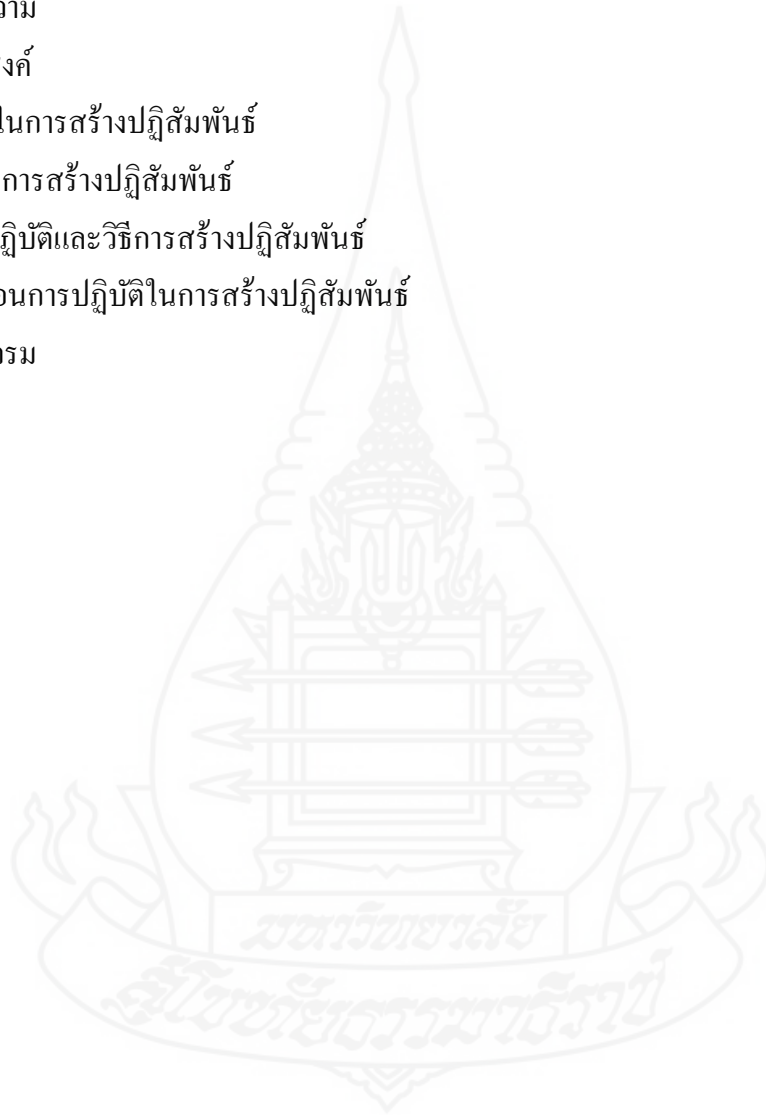 วาม
งค์
ในการสร้างปฏิสัมพันธ์
การสร้างปฏิสัมพันธ์
ฏิบัติและวิธีการสร้างปฏิสัมพันธ์
อนการปฏิบัติในการสร้างปฏิสัมพันธ์
รม
มหาวิทยาลัย
สุโขทัยธรรมาธิราช